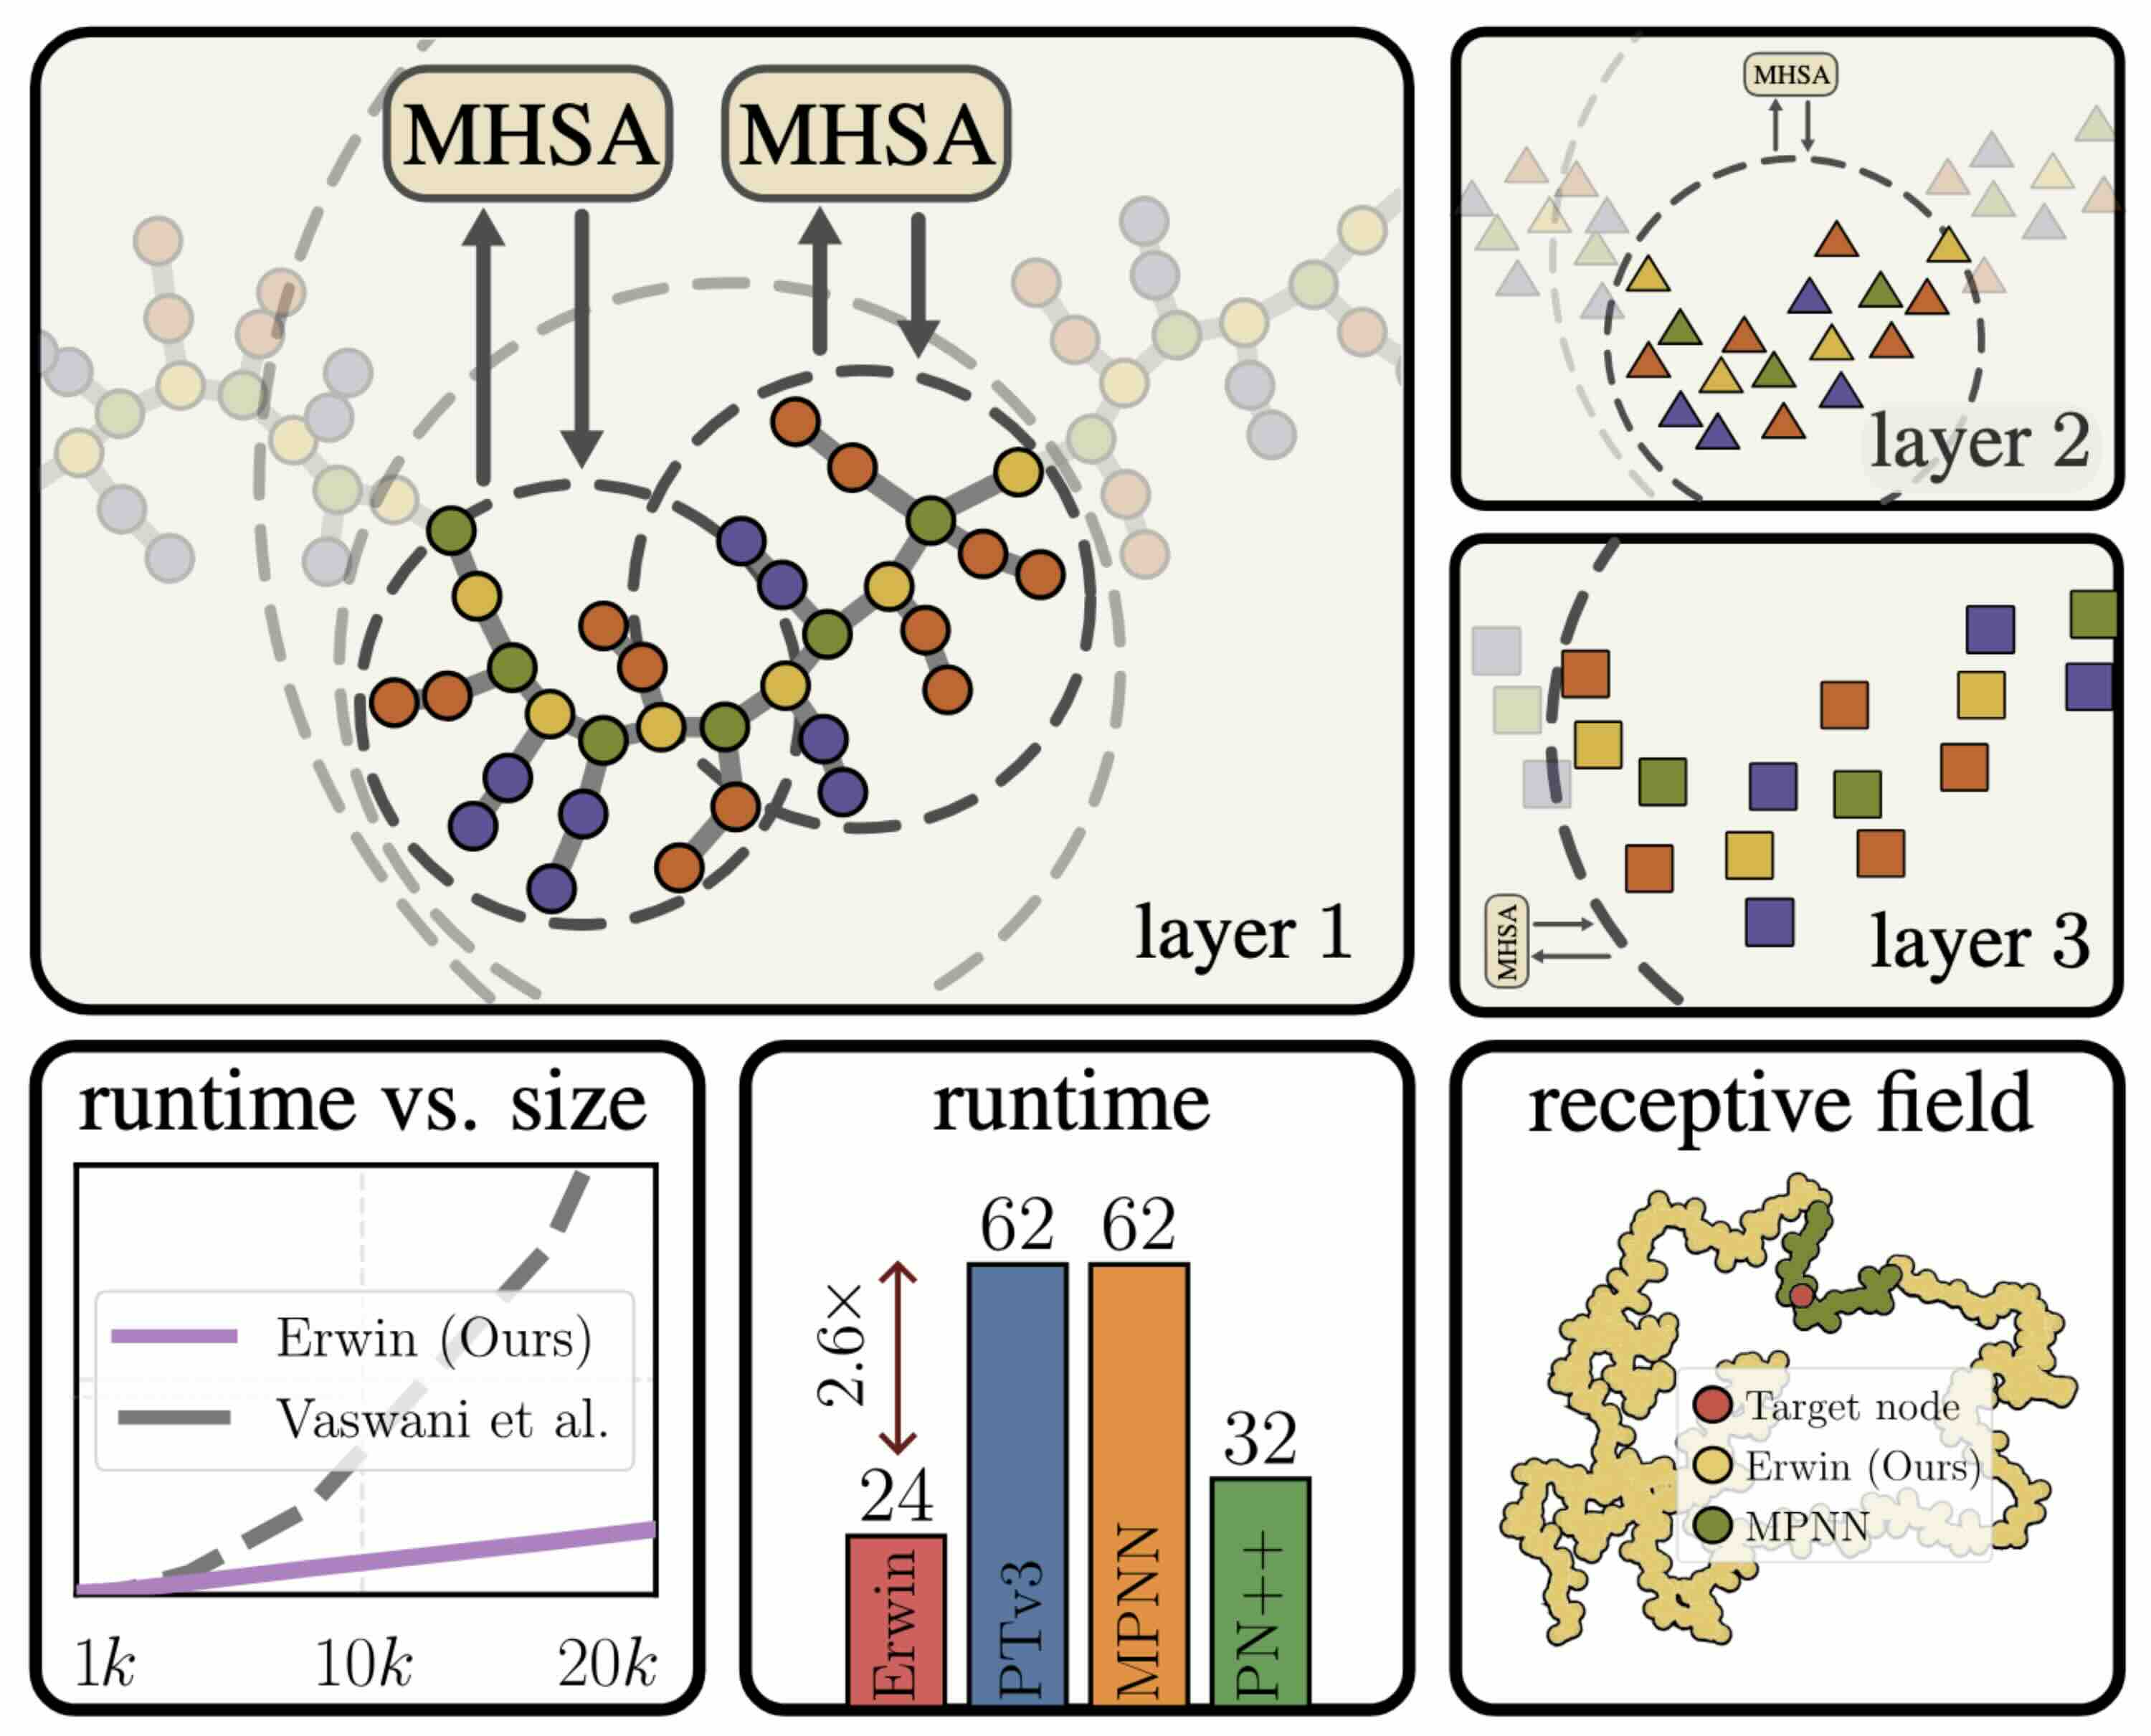 MHSA MHSA
layer 1
MHSA
layer 2
MHSA
layer 3
runtime vs. size
Erwin (Ours)
Vaswani et al.
1k 10k 20k
runtime
62 62
2.6×
32
24
Erwin
PTv3
MPNN
PN++
receptive field
Target node
Erwin (Ours)
MPNN